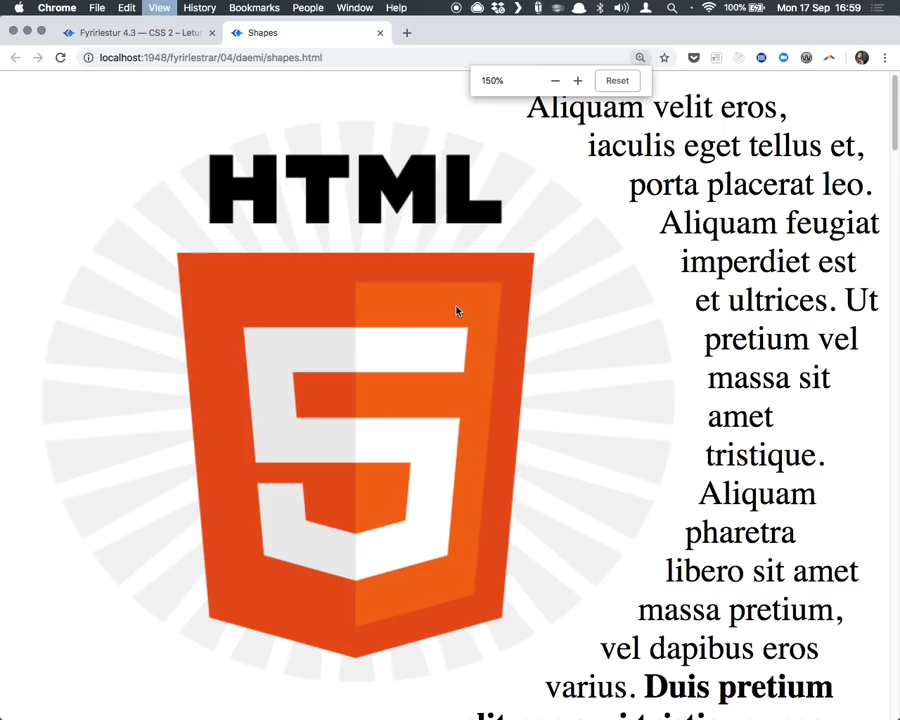 Chrome File Edit View History Bookmarks People Window Help 100% Mon 17 Sep 16:59
Fyrirlestur 4.3 — CSS 2 – Letu
Shapes
localhost:1948/fyrirlestrar/04/daemi/shapes.html
150% Reset
HTML
5
Aliquam velit eros,
iaculis eget tellus et,
porta placerat leo.
Aliquam feugiat
imperdiet est
et ultrices. Ut
pretium vel
massa sit
amet
tristique.
Aliquam
pharetra
libero sit amet
massa pretium,
vel dapibus eros
varius. Duis pretium